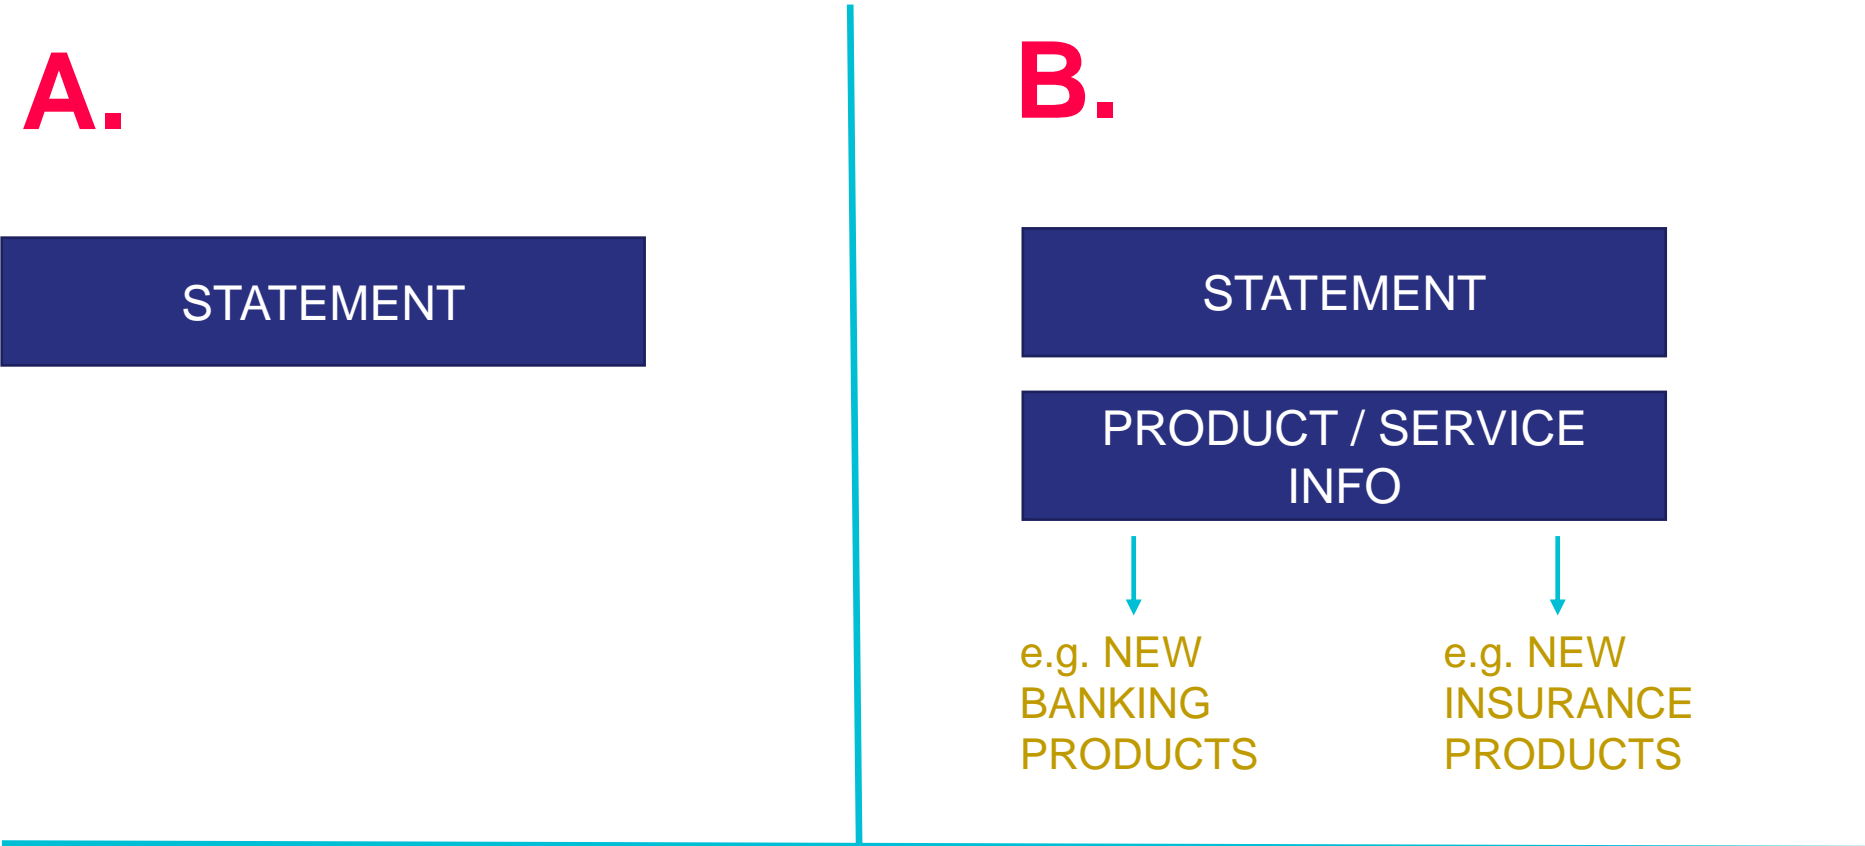 A.
STATEMENT
B.
STATEMENT
PRODUCT / SERVICE
INFO
e.g. NEW
BANKING
PRODUCTS
e.g. NEW
INSURANCE
PRODUCTS